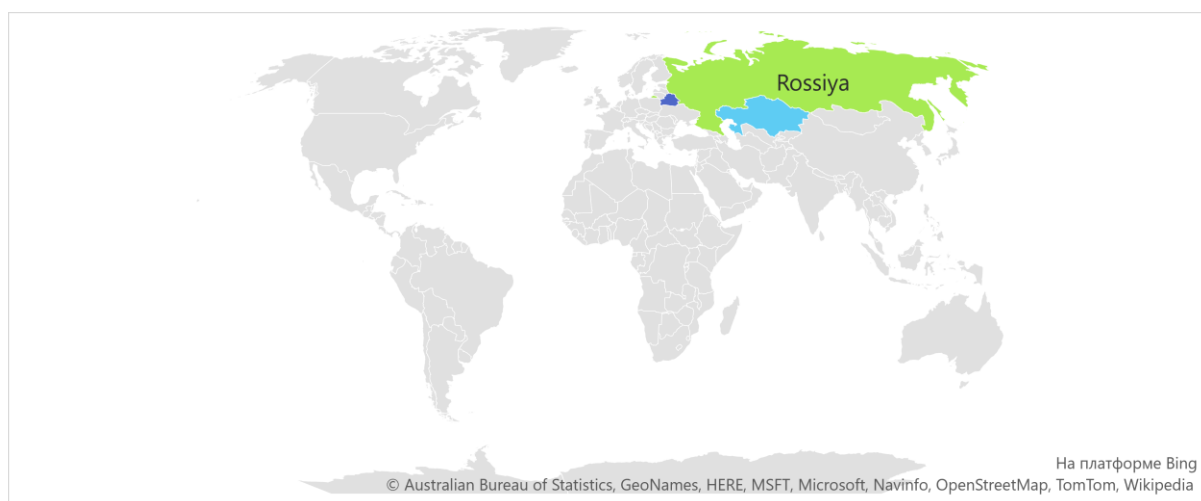 Rossiya
На платформе Bing
© Australian Bureau of Statistics, GeoNames, HERE, MSFT, Microsoft, Navinfo, OpenStreetMap, TomTom, Wikipedia